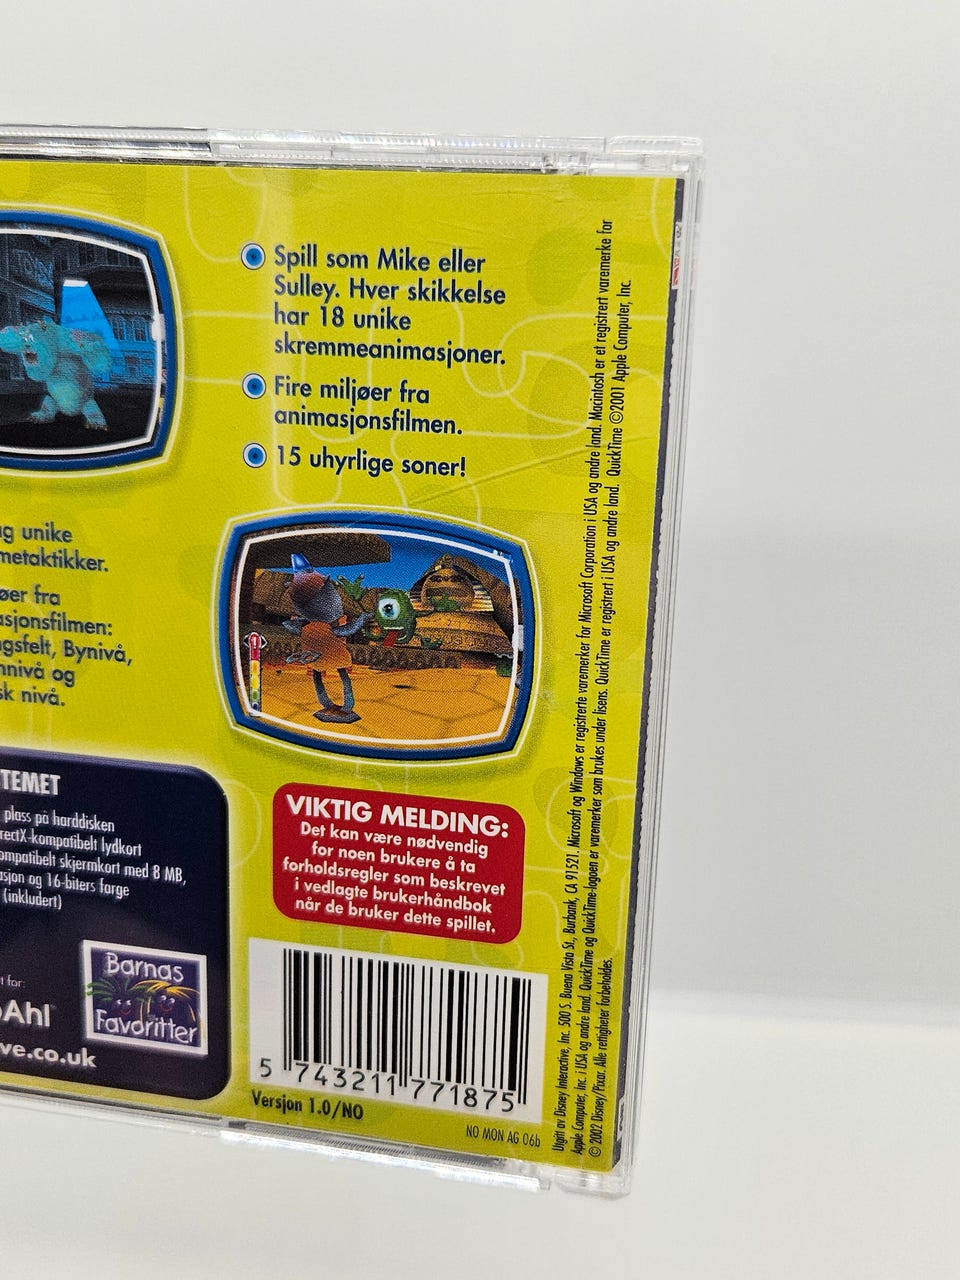 Spill som Mike eller
Sulley. Hver skikkelse
har 18 unike
skremmeanimasjoner.
Fire miljøer fra
animasjonsfilmen.
15 uhyrlige soner!
g unike
metaktikker.
øer fra
asjonsfilmen:
gsfelt, Bynivå,
nnivå og
sk nivå.
TEMET
plass på harddisken
rectX-kompatibelt lydkort
ompatibelt skjermkort med 8 MB,
asjon og 16-biters farge
(inkludert)
t for:
oAhl™
ve.co.uk
Barnas
Favoritter
VIKTIG MELDING:
Det kan være nødvendig
for noen brukere å ta
forholdsregler som beskrevet
i vedlagte brukerhåndbok
når de bruker dette spillet.
5 743211 771875
Versjon 1.0/NO
NO MON AG 06b
Utgitt av Disney Interactive, Inc. 500 S. Buena Vista St., Burbank, CA 91521. Microsoft og Windows er registrerte varemerker for Microsoft Corporation i USA og andre land. Macintosh er et registrert varemerke for
Apple Computer, Inc. i USA og andre land. QuickTime og QuickTime-logoen er varemerker som brukes under lisens. QuickTime er registrert i USA og andre land. QuickTime ©2001 Apple Computer, Inc.
© 2002 Disney/Pixar. Alle rettigheter forbeholdes.